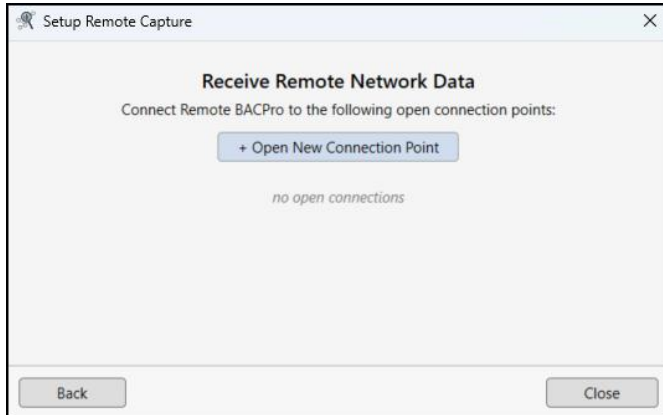 Setup Remote Capture
Receive Remote Network Data
Connect Remote BACPro to the following open connection points:
+ Open New Connection Point
no open connections
Back
Close